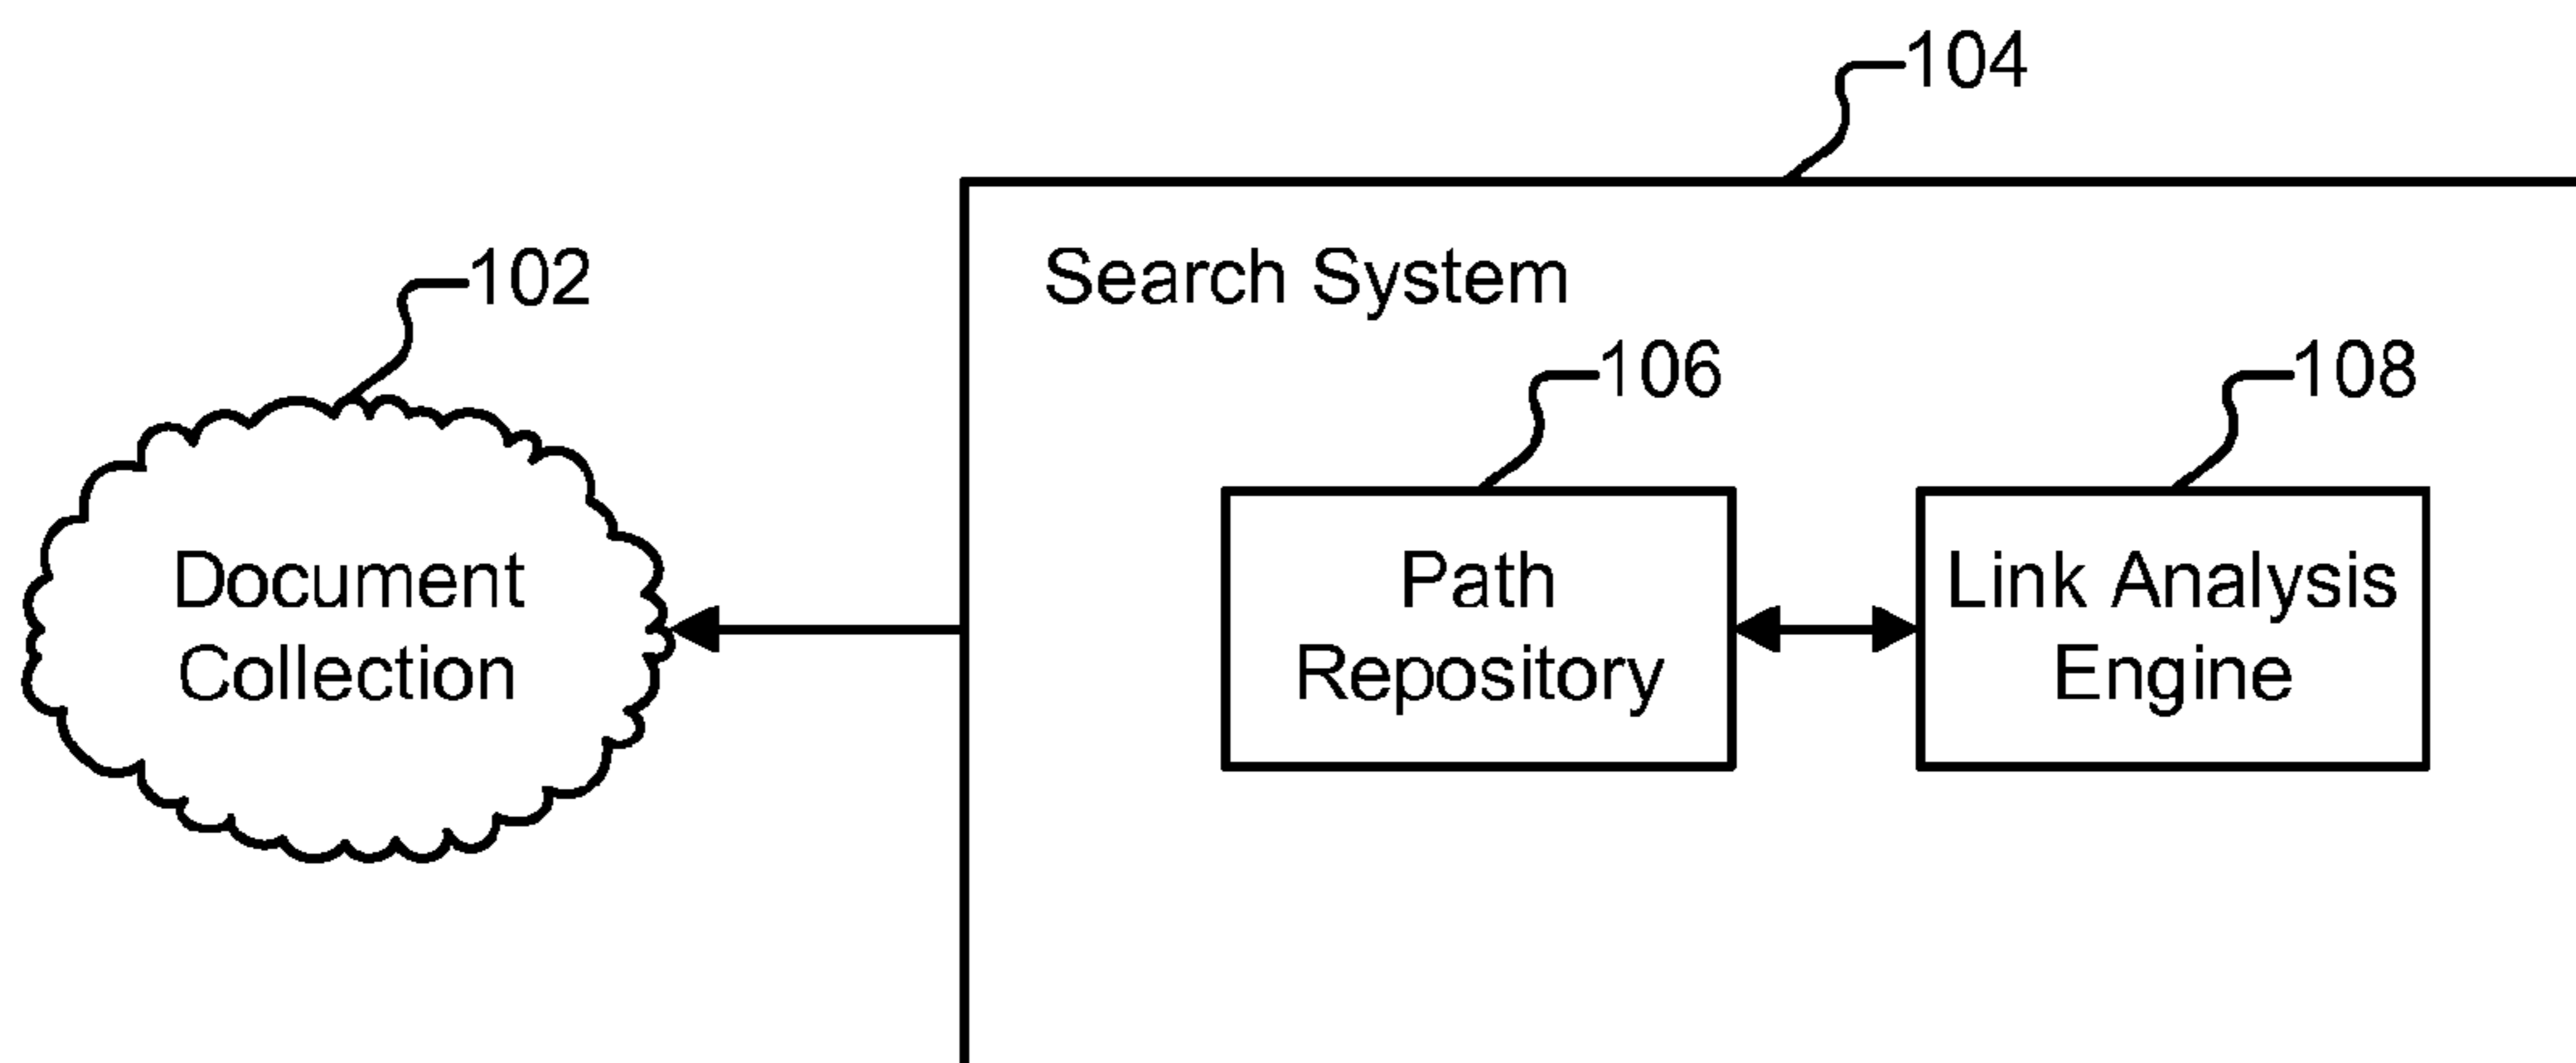 104
102
Search System
106
108
Document
Collection
Path
Repository
Link Analysis
Engine